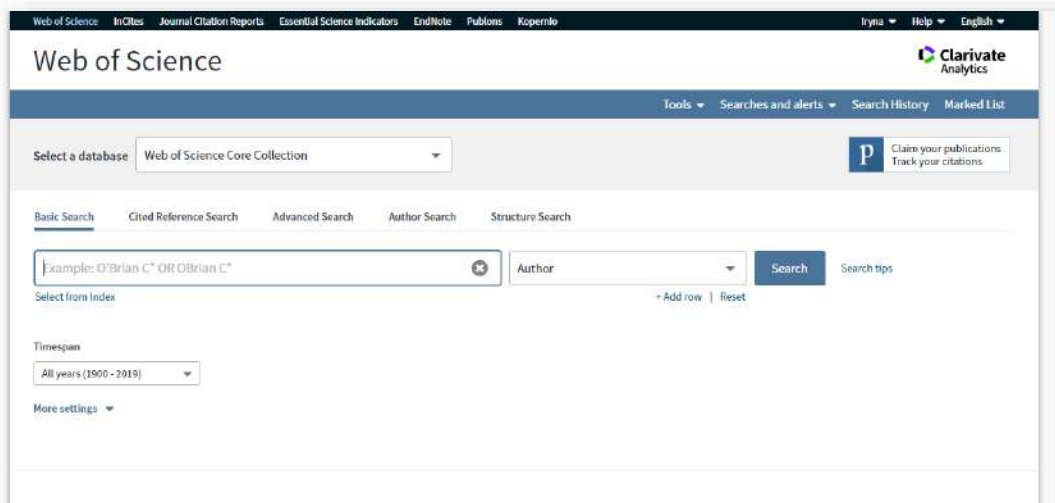 Web of Science InCites Journal Citation Reports Essential Science Indicators EndNote Publons Kopernio Iryna Help English
Web of Science
Clarivate
Analytics
Tools Searches and alerts Search History Marked List
Select a database Web of Science Core Collection
p Claim your publications
Track your citations
Basic Search Cited Reference Search Advanced Search Author Search Structure Search
Example: O'Brian C* OR OBrian C* Author Search Search tips
Select from Index + Add row | Reset
Timespan
All years (1900 - 2019)
More settings